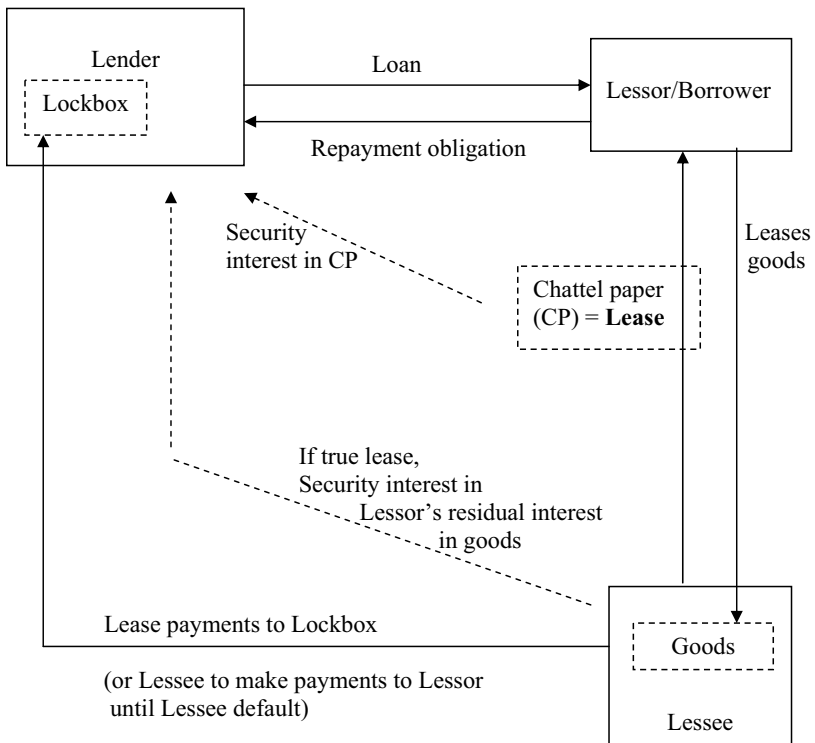 Lender
Lockbox
Loan
Repayment obligation
Lessor/Borrower
Security
interest in CP
Leases
goods
Chattel paper
(CP) = Lease
If true lease,
Security interest in
Lessor's residual interest
in goods
Lease payments to Lockbox
(or Lessee to make payments to Lessor
until Lessee default)
Goods
Lessee